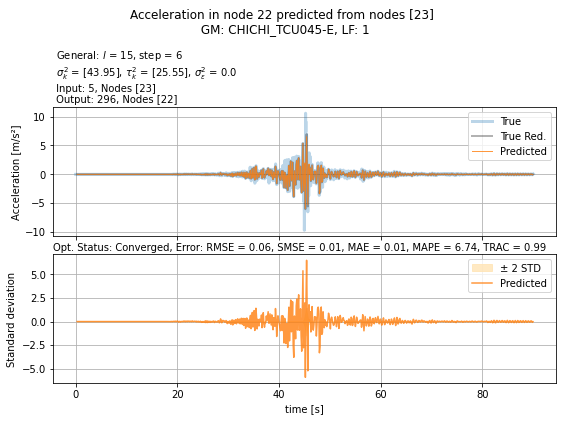 Acceleration in node 22 predicted from nodes [23]
GM: CHICHI_TCU045-E, LF: 1
General: l = 15, step = 6
σ²ₖ = [43.95], τ²ₖ = [25.55], σ²ε = 0.0
Input: 5, Nodes [23]
Output: 296, Nodes [22]
Acceleration [m/s²]
10
5
0
−5
−10
True
True Red.
Predicted
Opt. Status: Converged, Error: RMSE = 0.06, SMSE = 0.01, MAE = 0.01, MAPE = 6.74, TRAC = 0.99
Standard deviation
5.0
2.5
0.0
−2.5
−5.0
± 2 STD
Predicted
0 20 40 60 80
time [s]